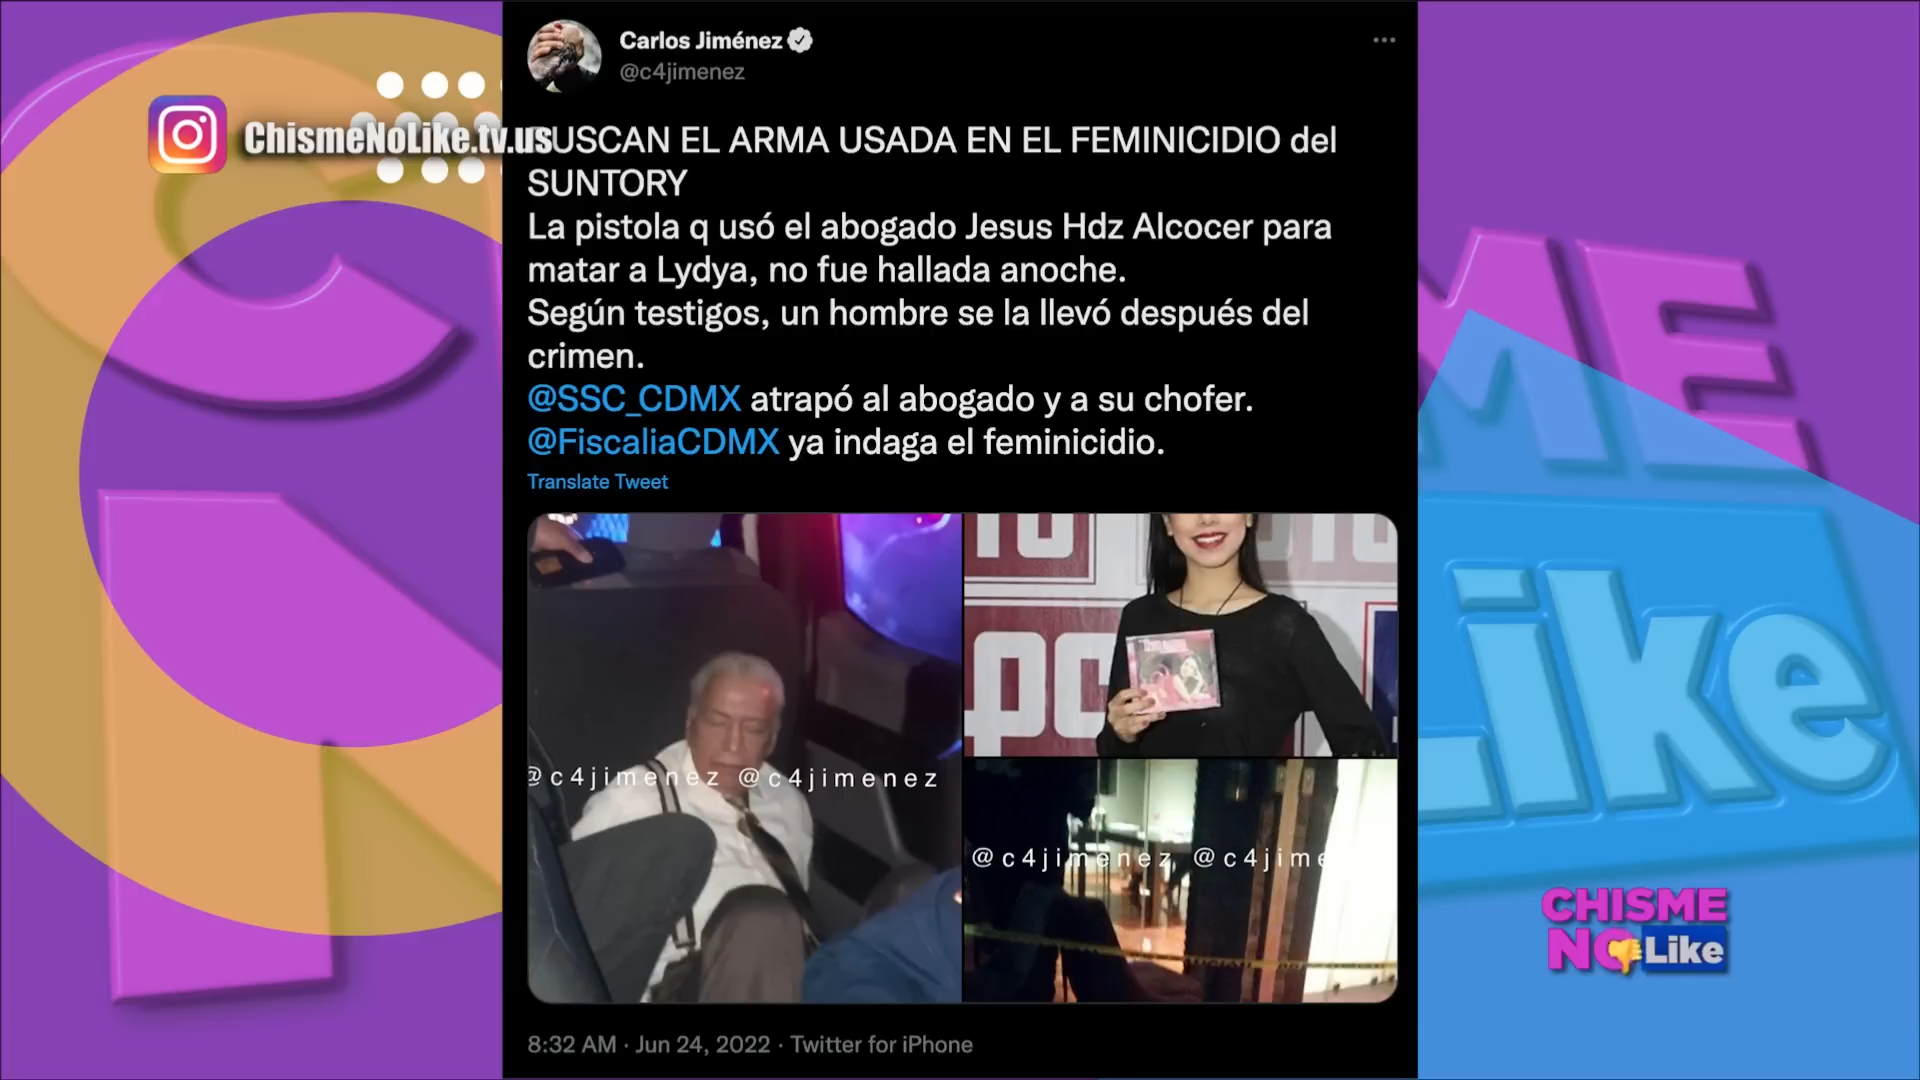 Carlos Jiménez
@c4jimenez
ChismeNoLike.tv.us
USCAN EL ARMA USADA EN EL FEMINICIDIO del
SUNTORY
La pistola q usó el abogado Jesus Hdz Alcocer para
matar a Lydya, no fue hallada anoche.
Según testigos, un hombre se la llevó después del
crimen.
@SSC_CDMX atrapó al abogado y a su chofer.
@FiscaliaCDMX ya indaga el feminicidio.
Translate Tweet
@c4jimenez @c4jimenez
@c4jimenez @c4jime
8:32 AM · Jun 24, 2022 · Twitter for iPhone
ME
Like
CHISME
NO Like